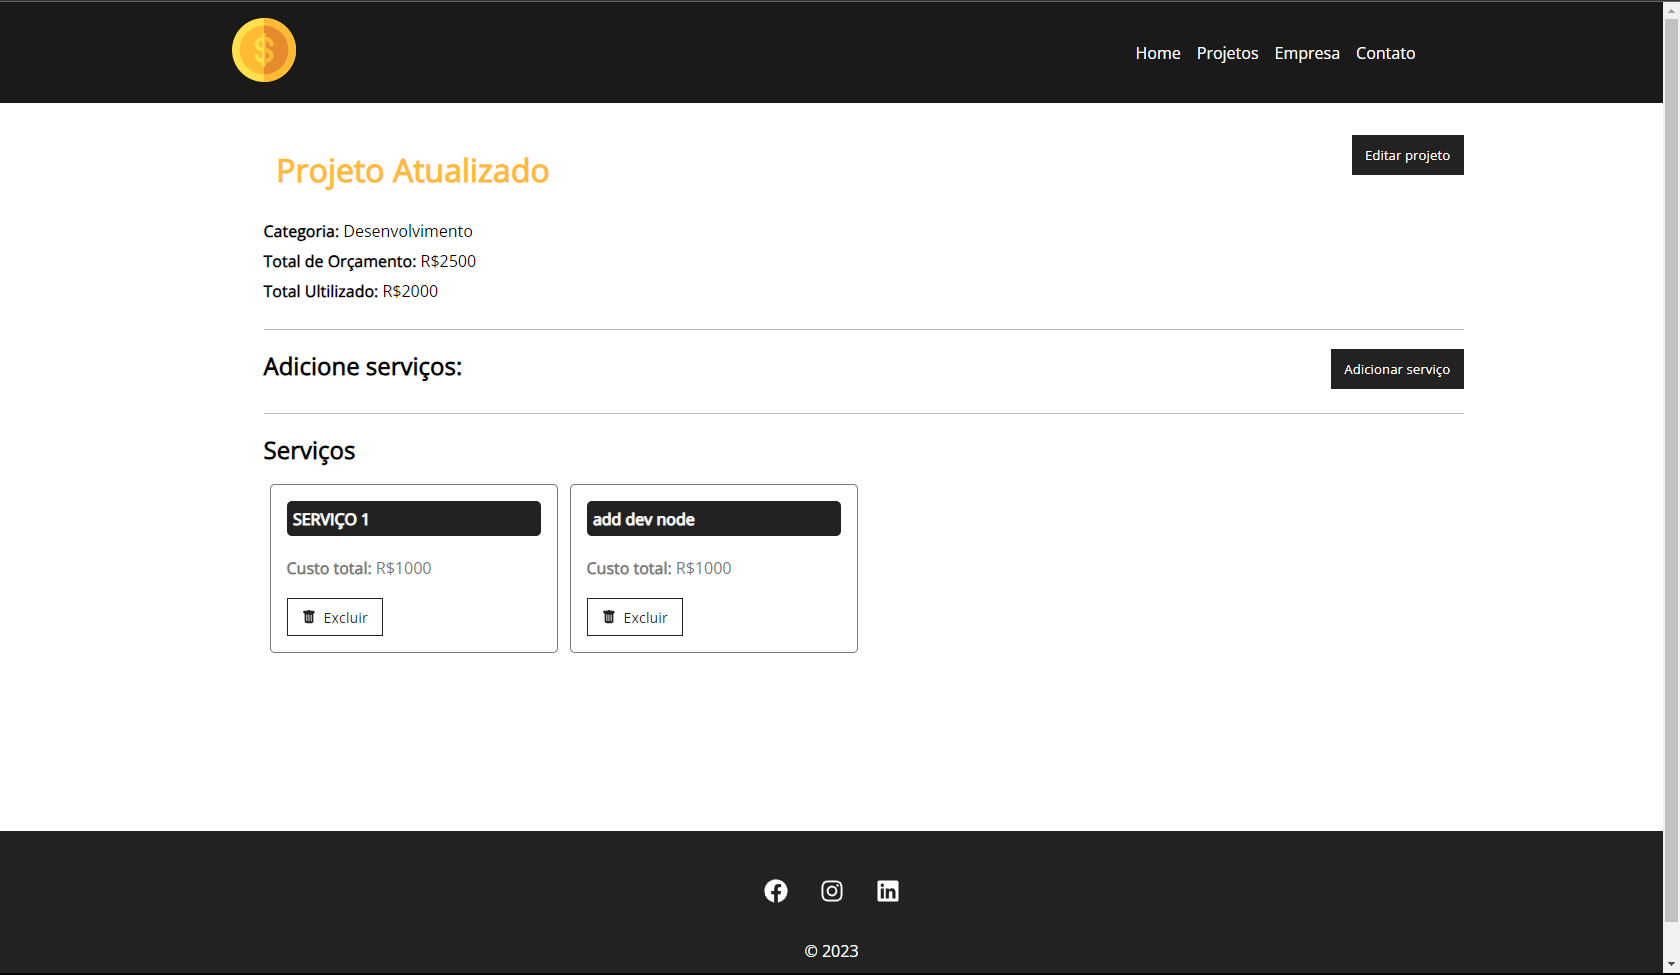 $
Home Projetos Empresa Contato
Projeto Atualizado
Editar projeto
Categoria: Desenvolvimento
Total de Orçamento: R$2500
Total Ultilizado: R$2000
Adicione serviços:
Adicionar serviço
Serviços
SERVIÇO 1
Custo total: R$1000
Excluir
add dev node
Custo total: R$1000
Excluir
© 2023